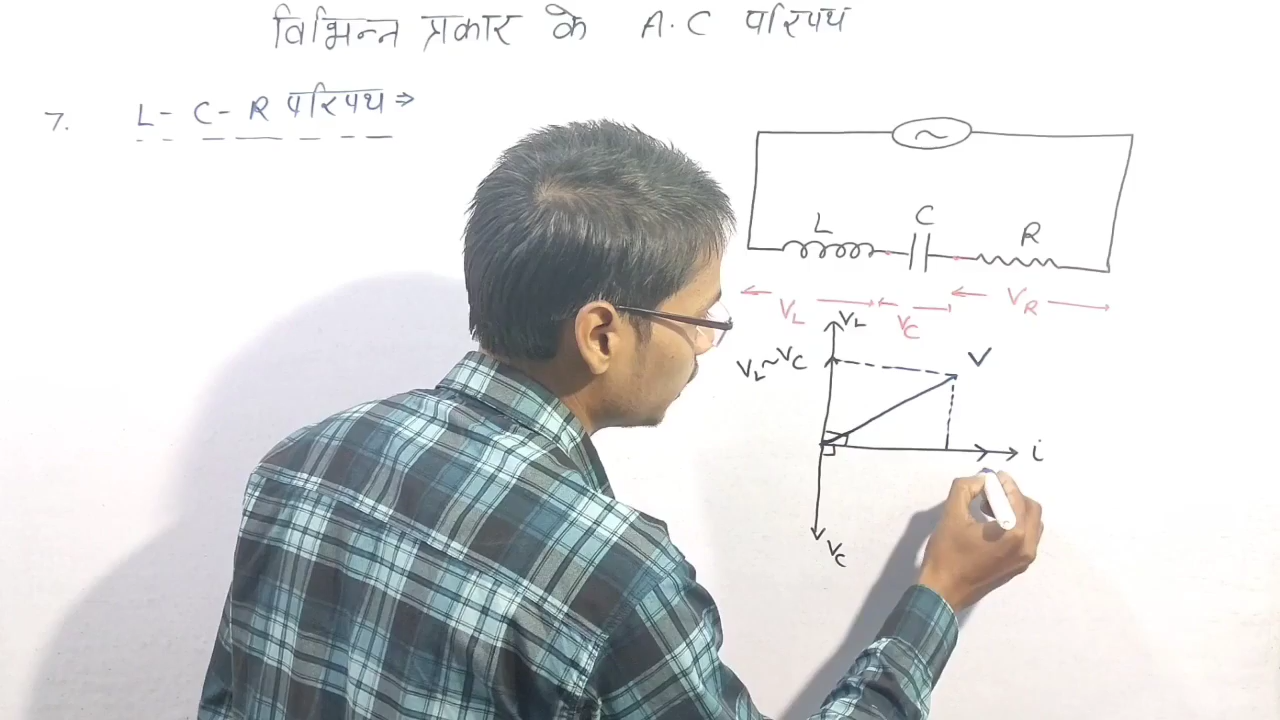 विभिन्न प्रकार के A.C परिपथ
7. L- C- R परिपथ ⇒
~
L C R
V_L V_C V_R
V_L
V_L~V_C V
i
V_C